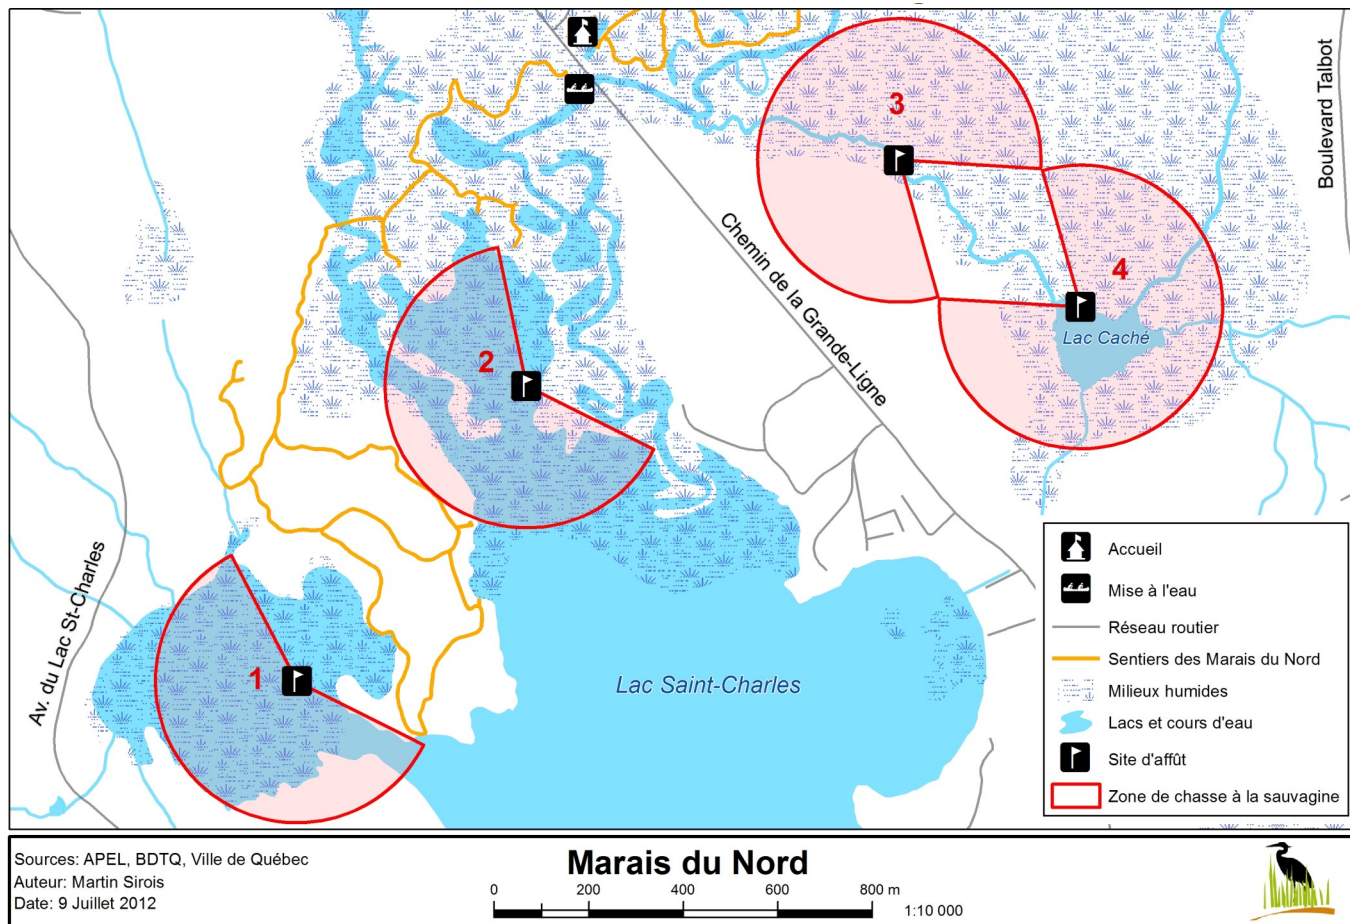 3
Boulevard Talbot
Chemin de la Grande-Ligne
4
Lac Caché
2
Av. du Lac St-Charles
1
Lac Saint-Charles
Accueil
Mise à l'eau
Réseau routier
Sentiers des Marais du Nord
Milieux humides
Lacs et cours d'eau
Site d'affût
Zone de chasse à la sauvagine
Sources: APEL, BDTQ, Ville de Québec
Auteur: Martin Sirois
Date: 9 Juillet 2012
Marais du Nord
0 200 400 600 800 m
1:10 000